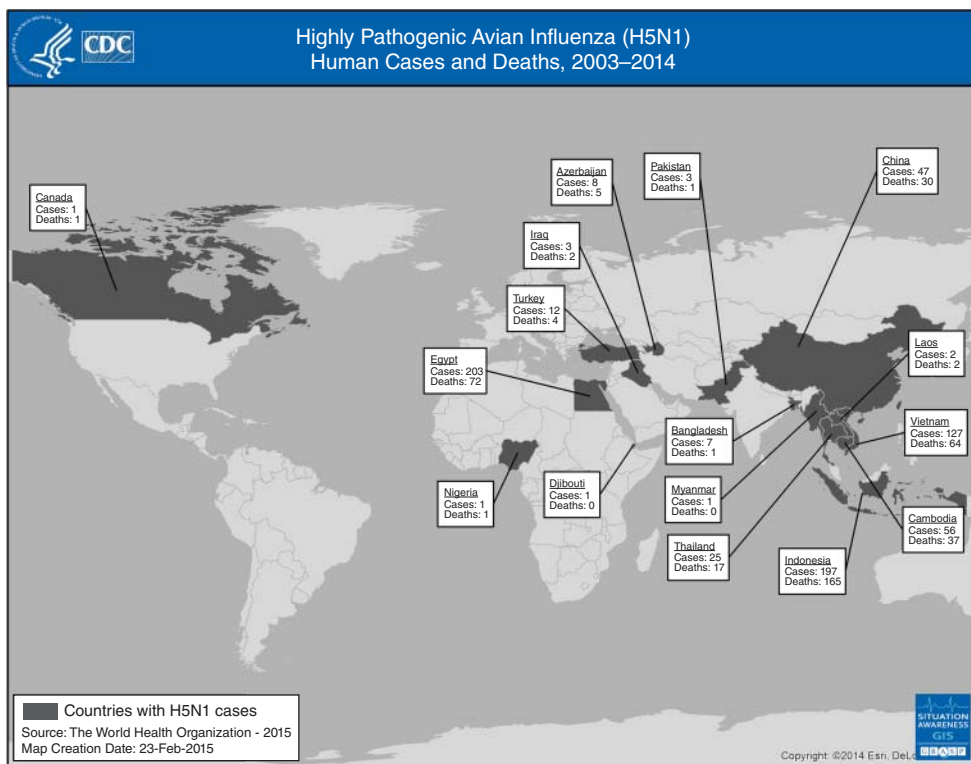 CDC
Highly Pathogenic Avian Influenza (H5N1)
Human Cases and Deaths, 2003–2014
Canada
Cases: 1
Deaths: 1
Azerbaijan
Cases: 8
Deaths: 5
Pakistan
Cases: 3
Deaths: 1
China
Cases: 47
Deaths: 30
Iraq
Cases: 3
Deaths: 2
Turkey
Cases: 12
Deaths: 4
Egypt
Cases: 203
Deaths: 72
Laos
Cases: 2
Deaths: 2
Bangladesh
Cases: 7
Deaths: 1
Vietnam
Cases: 127
Deaths: 64
Nigeria
Cases: 1
Deaths: 1
Djibouti
Cases: 1
Deaths: 0
Myanmar
Cases: 1
Deaths: 0
Cambodia
Cases: 56
Deaths: 37
Thailand
Cases: 25
Deaths: 17
Indonesia
Cases: 197
Deaths: 165
Countries with H5N1 cases
Source: The World Health Organization - 2015
Map Creation Date: 23-Feb-2015
SITUATION
AWARENESS
GIS
GRASP
Copyright: ©2014 Esri, DeLo